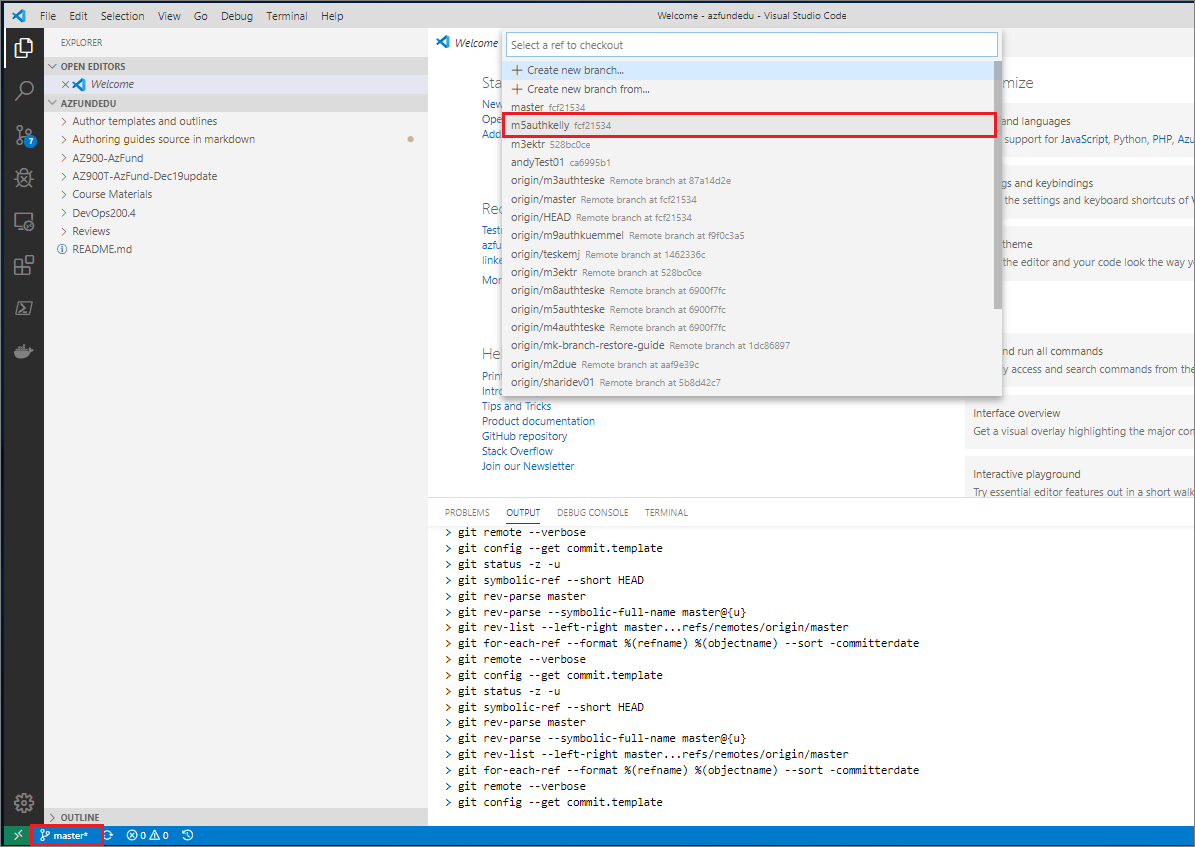 File Edit Selection View Go Debug Terminal Help
Welcome - azfundedu - Visual Studio Code
EXPLORER
OPEN EDITORS
Welcome
AZFUNDEDU
Author templates and outlines
Authoring guides source in markdown
AZ900-AzFund
AZ900T-AzFund-Dec19update
Course Materials
DevOps200.4
Reviews
README.md
OUTLINE
7
Welcome
Select a ref to checkout
Create new branch...
Create new branch from...
master fcf21534
m5authkelly fcf21534
m3ektr 528bc0ce
andyTest01 ca6995b1
origin/m3authteske Remote branch at 87a14d2e
origin/master Remote branch at fcf21534
origin/HEAD Remote branch at fcf21534
origin/m9authkuemmel Remote branch at f9f0c3a5
origin/teskemj Remote branch at 1462336c
origin/m3ektr Remote branch at 528bc0ce
origin/m8authteske Remote branch at 6900f7fc
origin/m5authteske Remote branch at 6900f7fc
origin/m4authteske Remote branch at 6900f7fc
origin/mk-branch-restore-guide Remote branch at 1dc86897
origin/m2due Remote branch at aaf9e39c
origin/sharidev01 Remote branch at 5b8d42c7
Sta
New
Ope
Add
Rec
Testi
azfu
linke
Mor
He
Print
Intro
Tips and Tricks
Product documentation
GitHub repository
Stack Overflow
Join our Newsletter
mize
and languages
support for JavaScript, Python, PHP, Azu
gs and keybindings
the settings and keyboard shortcuts of V
theme
the editor and your code look the way y
nd run all commands
y access and search commands from the
Interface overview
Get a visual overlay highlighting the major con
Interactive playground
Try essential editor features out in a short walk
PROBLEMS OUTPUT DEBUG CONSOLE TERMINAL
> git remote --verbose
> git config --get commit.template
> git status -z -u
> git symbolic-ref --short HEAD
> git rev-parse master
> git rev-parse --symbolic-full-name master@{u}
> git rev-list --left-right master...refs/remotes/origin/master
> git for-each-ref --format %(refname) %(objectname) --sort -committerdate
> git remote --verbose
> git config --get commit.template
> git status -z -u
> git symbolic-ref --short HEAD
> git rev-parse master
> git rev-parse --symbolic-full-name master@{u}
> git rev-list --left-right master...refs/remotes/origin/master
> git for-each-ref --format %(refname) %(objectname) --sort -committerdate
> git remote --verbose
> git config --get commit.template
master* 0 0